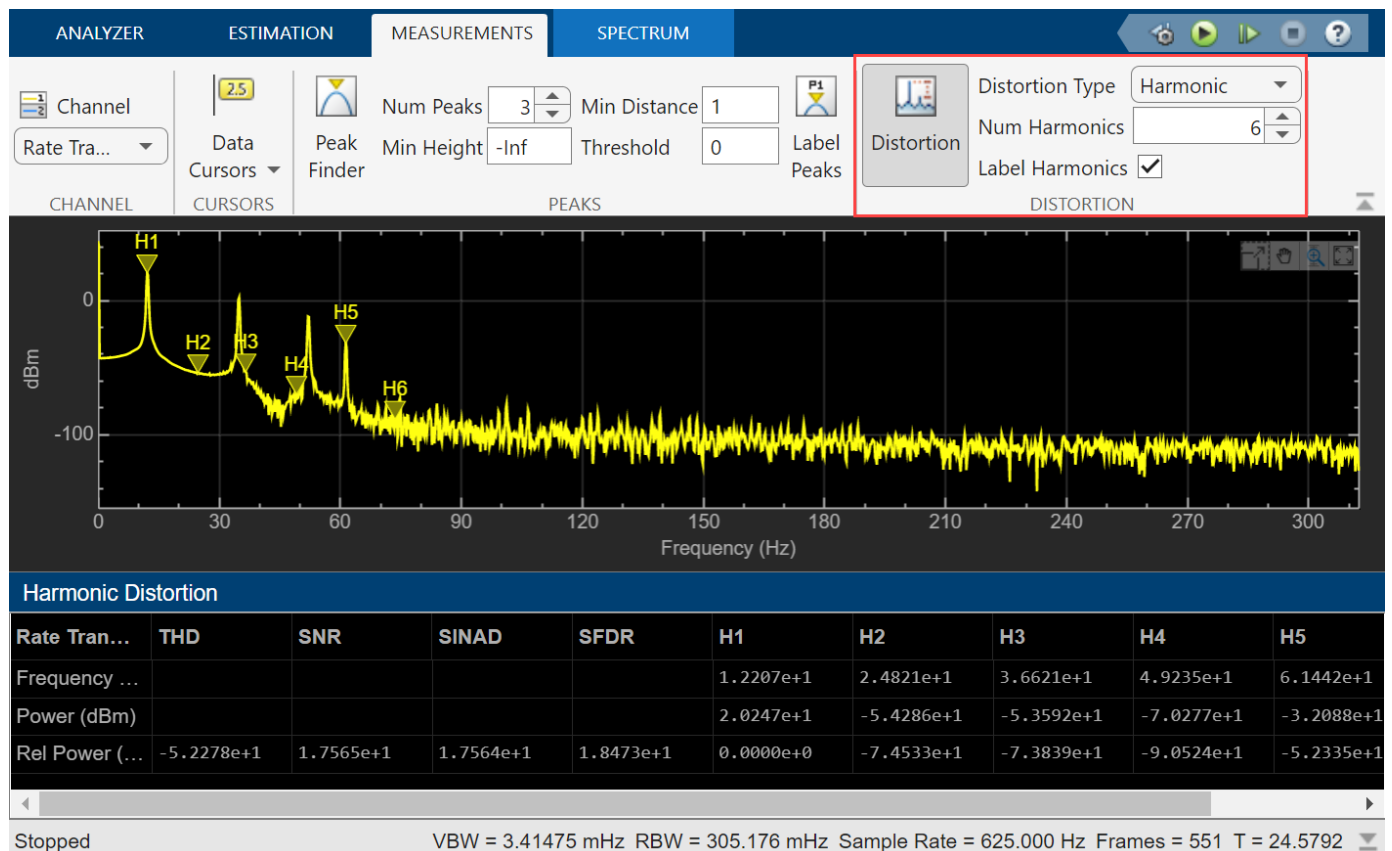 ANALYZER ESTIMATION MEASUREMENTS SPECTRUM ?
Channel 2.5 Num Peaks 3 Min Distance 1 P1 Distortion Type Harmonic
Rate Tra... Data Cursors Peak Finder Min Height -Inf Threshold 0 Label Peaks Distortion Num Harmonics 6
Label Harmonics
CHANNEL CURSORS PEAKS DISTORTION
H1
H5
H2 H3
H4
H6
dBm
0
-100
0 30 60 90 120 150 180 210 240 270 300
Frequency (Hz)
Harmonic Distortion
Rate Tran... THD SNR SINAD SFDR H1 H2 H3 H4 H5
Frequency ... 1.2207e+1 2.4821e+1 3.6621e+1 4.9235e+1 6.1442e+1
Power (dBm) 2.0247e+1 -5.4286e+1 -5.3592e+1 -7.0277e+1 -3.2088e+1
Rel Power (... -5.2278e+1 1.7565e+1 1.7564e+1 1.8473e+1 0.0000e+0 -7.4533e+1 -7.3839e+1 -9.0524e+1 -5.2335e+1
Stopped VBW = 3.41475 mHz RBW = 305.176 mHz Sample Rate = 625.000 Hz Frames = 551 T = 24.5792